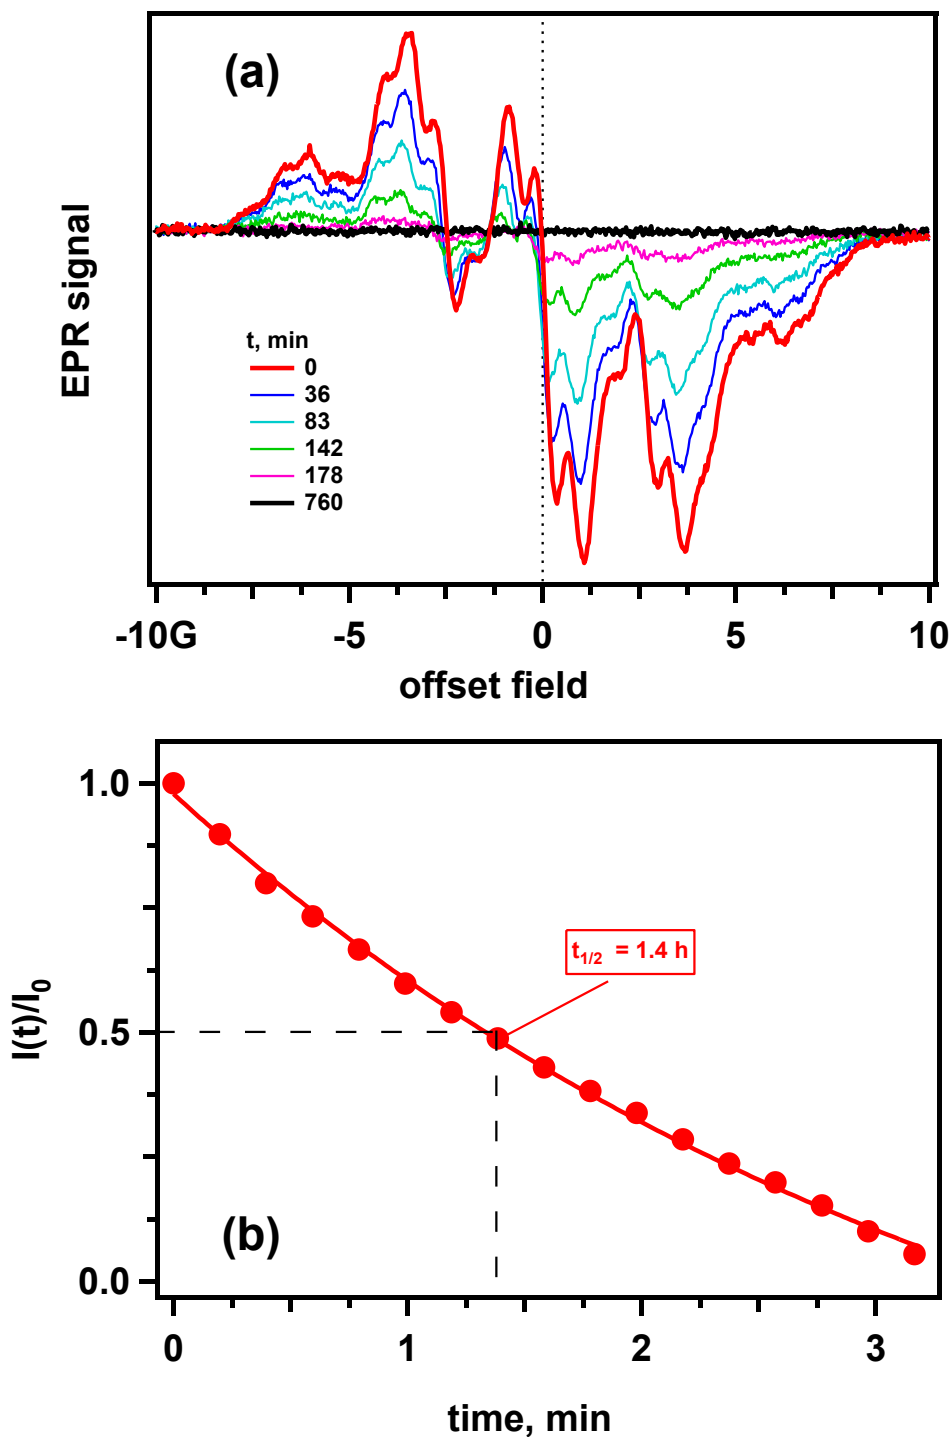 (a)
EPR signal
t, min
0
36
83
142
178
760
-10G -5 0 5 10
offset field
1.0
0.5
0.0
I(t)/I0
t1/2 = 1.4 h
(b)
0 1 2 3
time, min